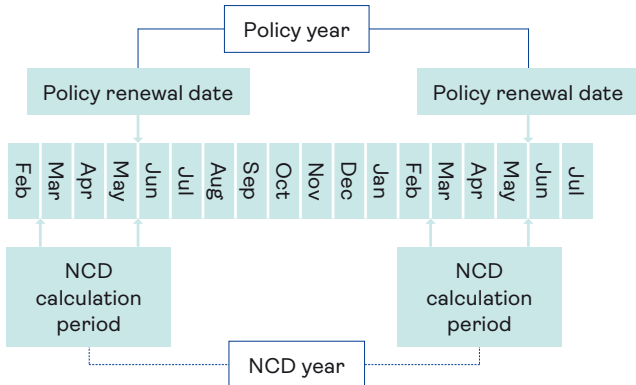 Policy year
Policy renewal date
Policy renewal date
Feb
Mar
Apr
May
Jun
Jul
Aug
Sep
Oct
Nov
Dec
Jan
Feb
Mar
Apr
May
Jun
Jul
NCD
calculation
period
NCD
calculation
period
NCD year